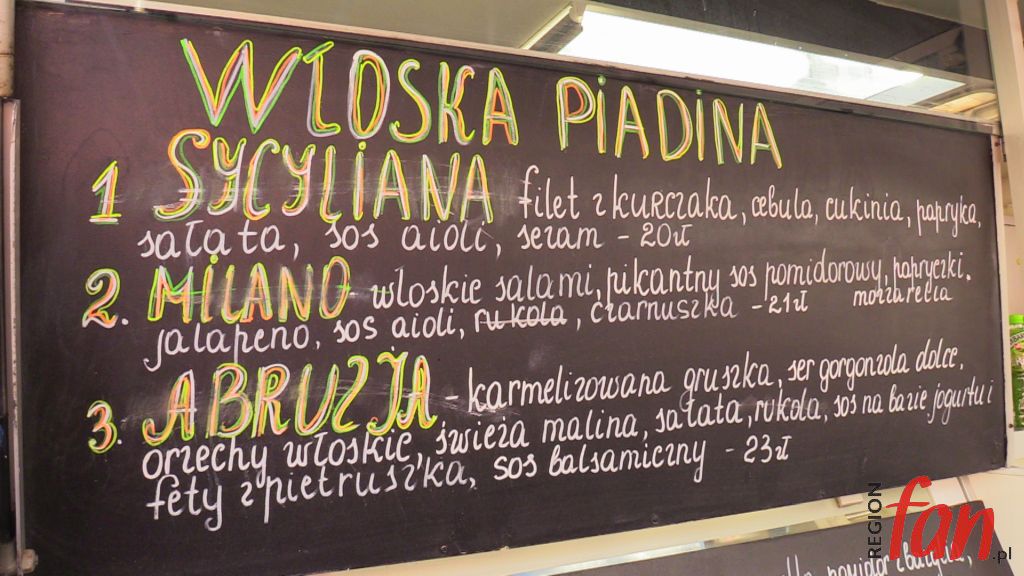 WŁOSKA PIADINA
1 SYCYLIANA filet z kurczaka, cebula, cukinia, papryka,
sałata, sos aioli, sezam - 20zł
2. MILANO włoskie salami, pikantny sos pomidorowy, papryczki.
jalapeno, sos aioli, rukola, czarnuszka - 21zł mozzarella
3. ABRUZJA - karmelizowana gruszka, ser gorgonzola dolce.
orzechy włoskie, świeża malina, sałata, rukola, sos na bazie jogurtu i
fety z pietruszka, sos balsamiczny - 23zł
REGION fan.pl